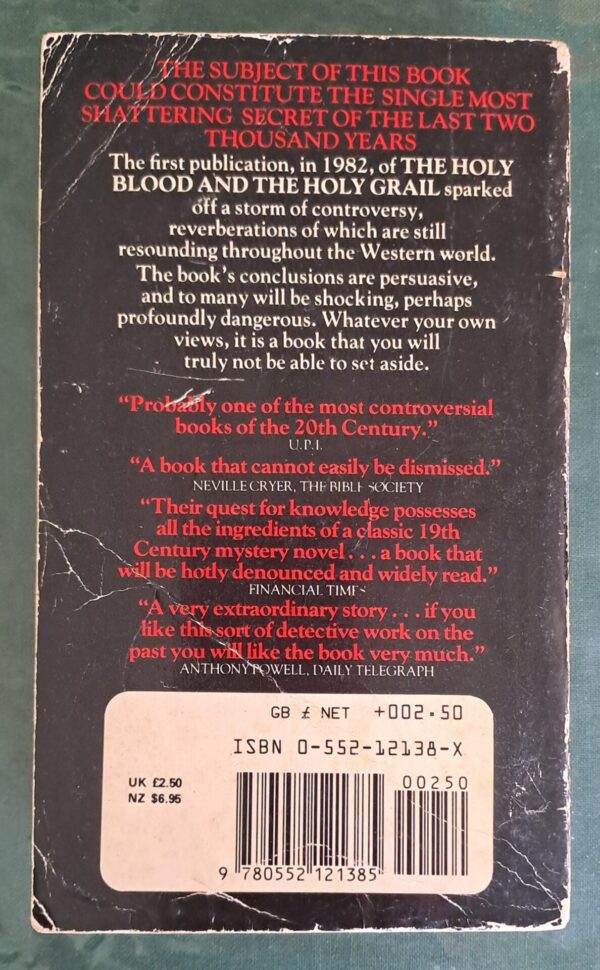 THE SUBJECT OF THIS BOOK
COULD CONSTITUTE THE SINGLE MOST
SHATTERING SECRET OF THE LAST TWO
THOUSAND YEARS
The first publication, in 1982, of THE HOLY
BLOOD AND THE HOLY GRAIL sparked
off a storm of controversy,
reverberations of which are still
resounding throughout the Western world.
The book's conclusions are persuasive,
and to many will be shocking, perhaps
profoundly dangerous. Whatever your own
views, it is a book that you will
truly not be able to set aside.
“Probably one of the most controversial
books of the 20th Century.”
U.P.I.
“A book that cannot easily be dismissed.”
NEVILLE CRYER, THE BIBLE SOCIETY
“Their quest for knowledge possesses
all the ingredients of a classic 19th
Century mystery novel . . . a book that
will be hotly denounced and widely read.”
FINANCIAL TIMES
“A very extraordinary story . . . if you
like this sort of detective work on the
past you will like the book very much.”
ANTHONY POWELL, DAILY TELEGRAPH
GB £ NET +002.50
ISBN 0-552-12138-X
UK £2.50
NZ $6.95
00250
9 780552 121385